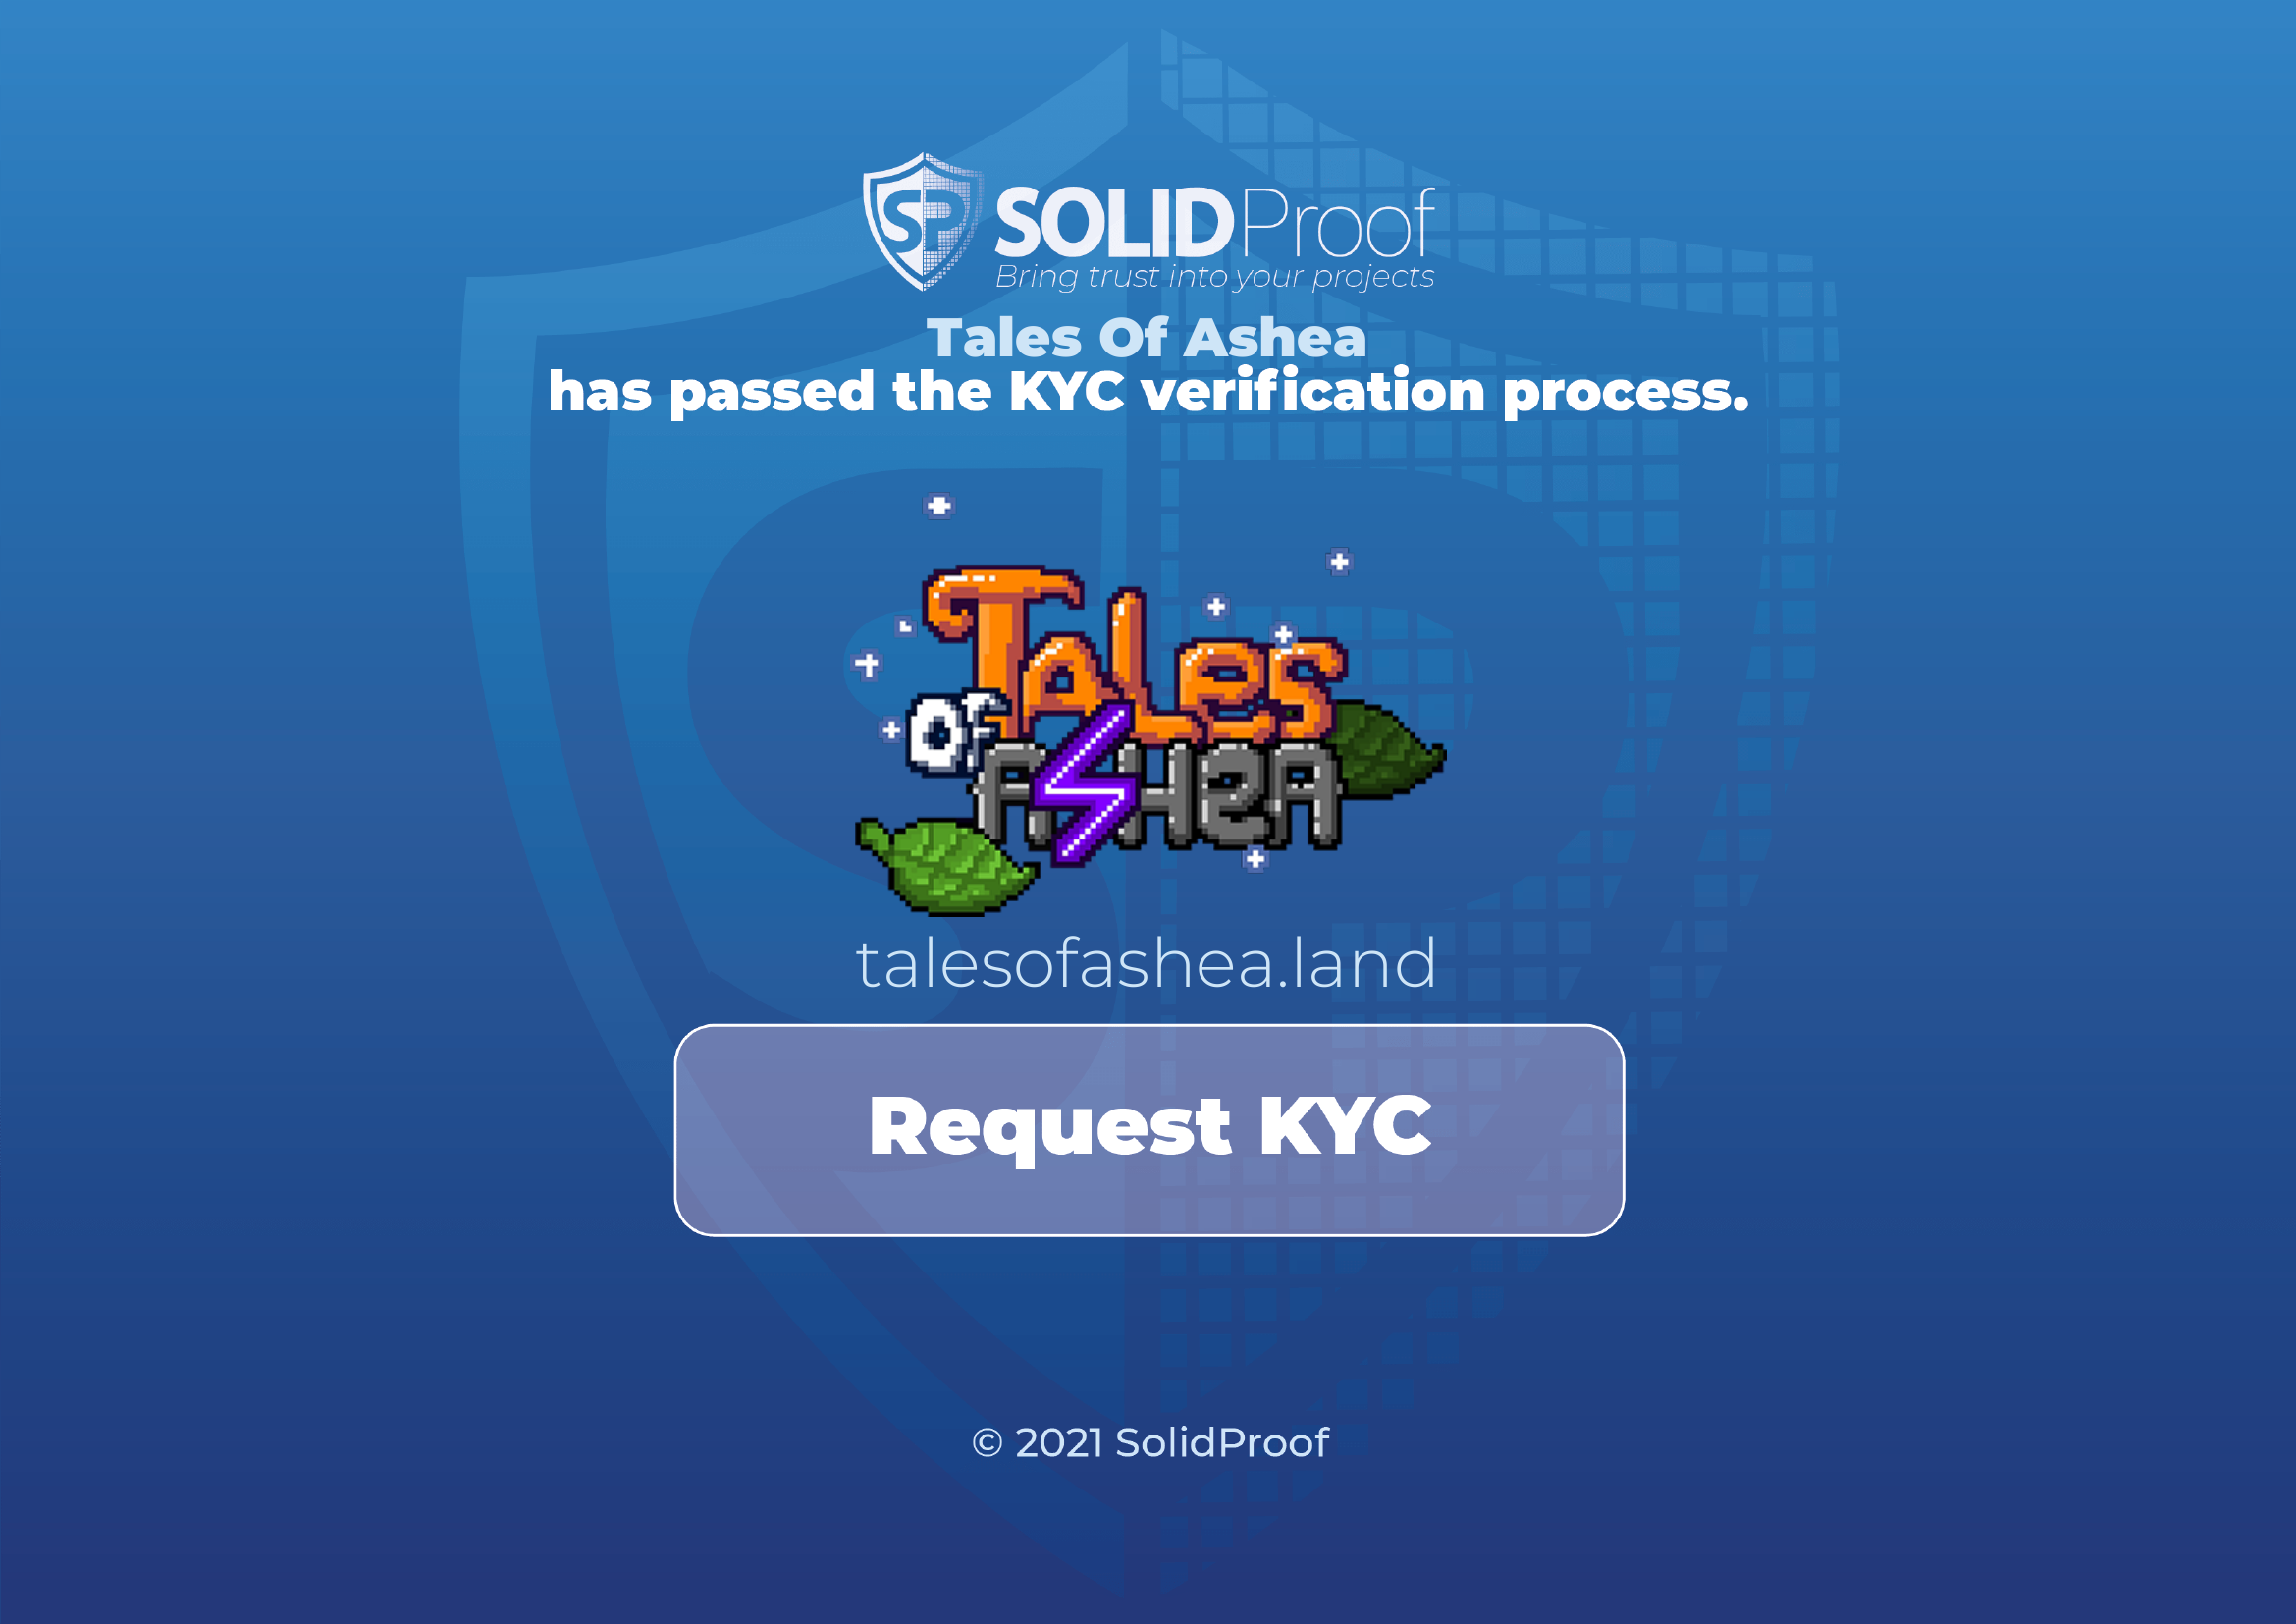 SP SOLIDProof
Bring trust into your projects
Tales Of Ashea
has passed the KYC verification process.
Tales
OF
ASHeA
talesofashea.land
Request KYC
© 2021 SolidProof